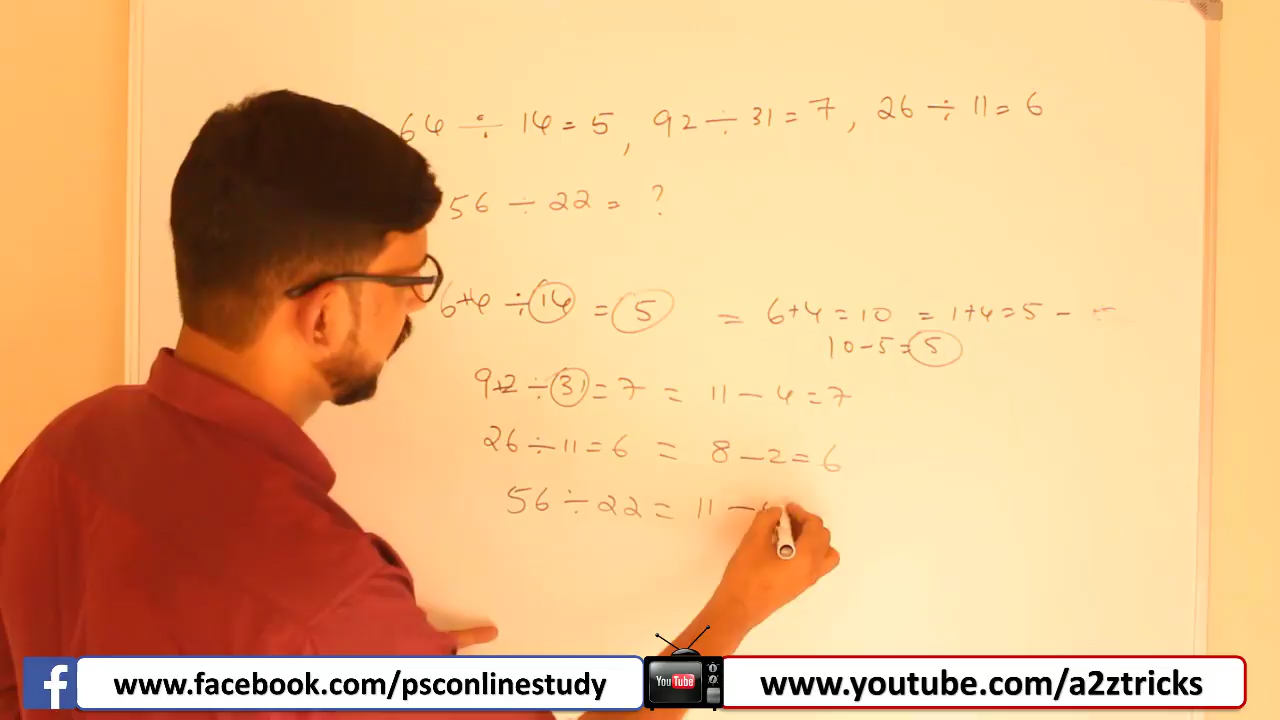 64 ÷ 14 = 5, 92 ÷ 31 = 7, 26 ÷ 11 = 6
56 ÷ 22 = ?
6+4 ÷ 14 = 5 = 6+4 = 10 = 1+4 = 5 -
10-5 = 5
9+2 ÷ 31 = 7 = 11 - 4 = 7
26 ÷ 11 = 6 = 8 - 2 = 6
56 ÷ 22 = 11 -
www.facebook.com/psconlinestudy
YouTube
www.youtube.com/a2ztricks